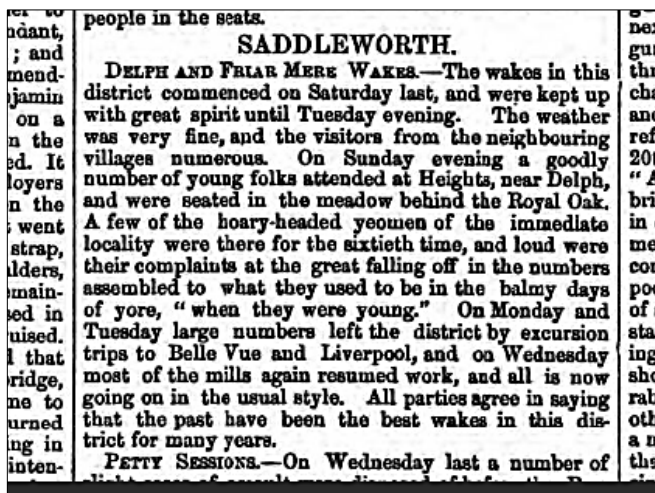 people in the seats.
SADDLEWORTH.
DELPH AND FRIAR MERE WAKES.—The wakes in this
district commenced on Saturday last, and were kept up
with great spirit until Tuesday evening. The weather
was very fine, and the visitors from the neighbouring
villages numerous. On Sunday evening a goodly
number of young folks attended at Heights, near Delph,
and were seated in the meadow behind the Royal Oak.
A few of the hoary-headed yeomen of the immediate
locality were there for the sixtieth time, and loud were
their complaints at the great falling off in the numbers
assembled to what they used to be in the balmy days
of yore, "when they were young." On Monday and
Tuesday large numbers left the district by excursion
trips to Belle Vue and Liverpool, and on Wednesday
most of the mills again resumed work, and all is now
going on in the usual style. All parties agree in saying
that the past have been the best wakes in this dis-
trict for many years.
PETTY SESSIONS.—On Wednesday last a number of